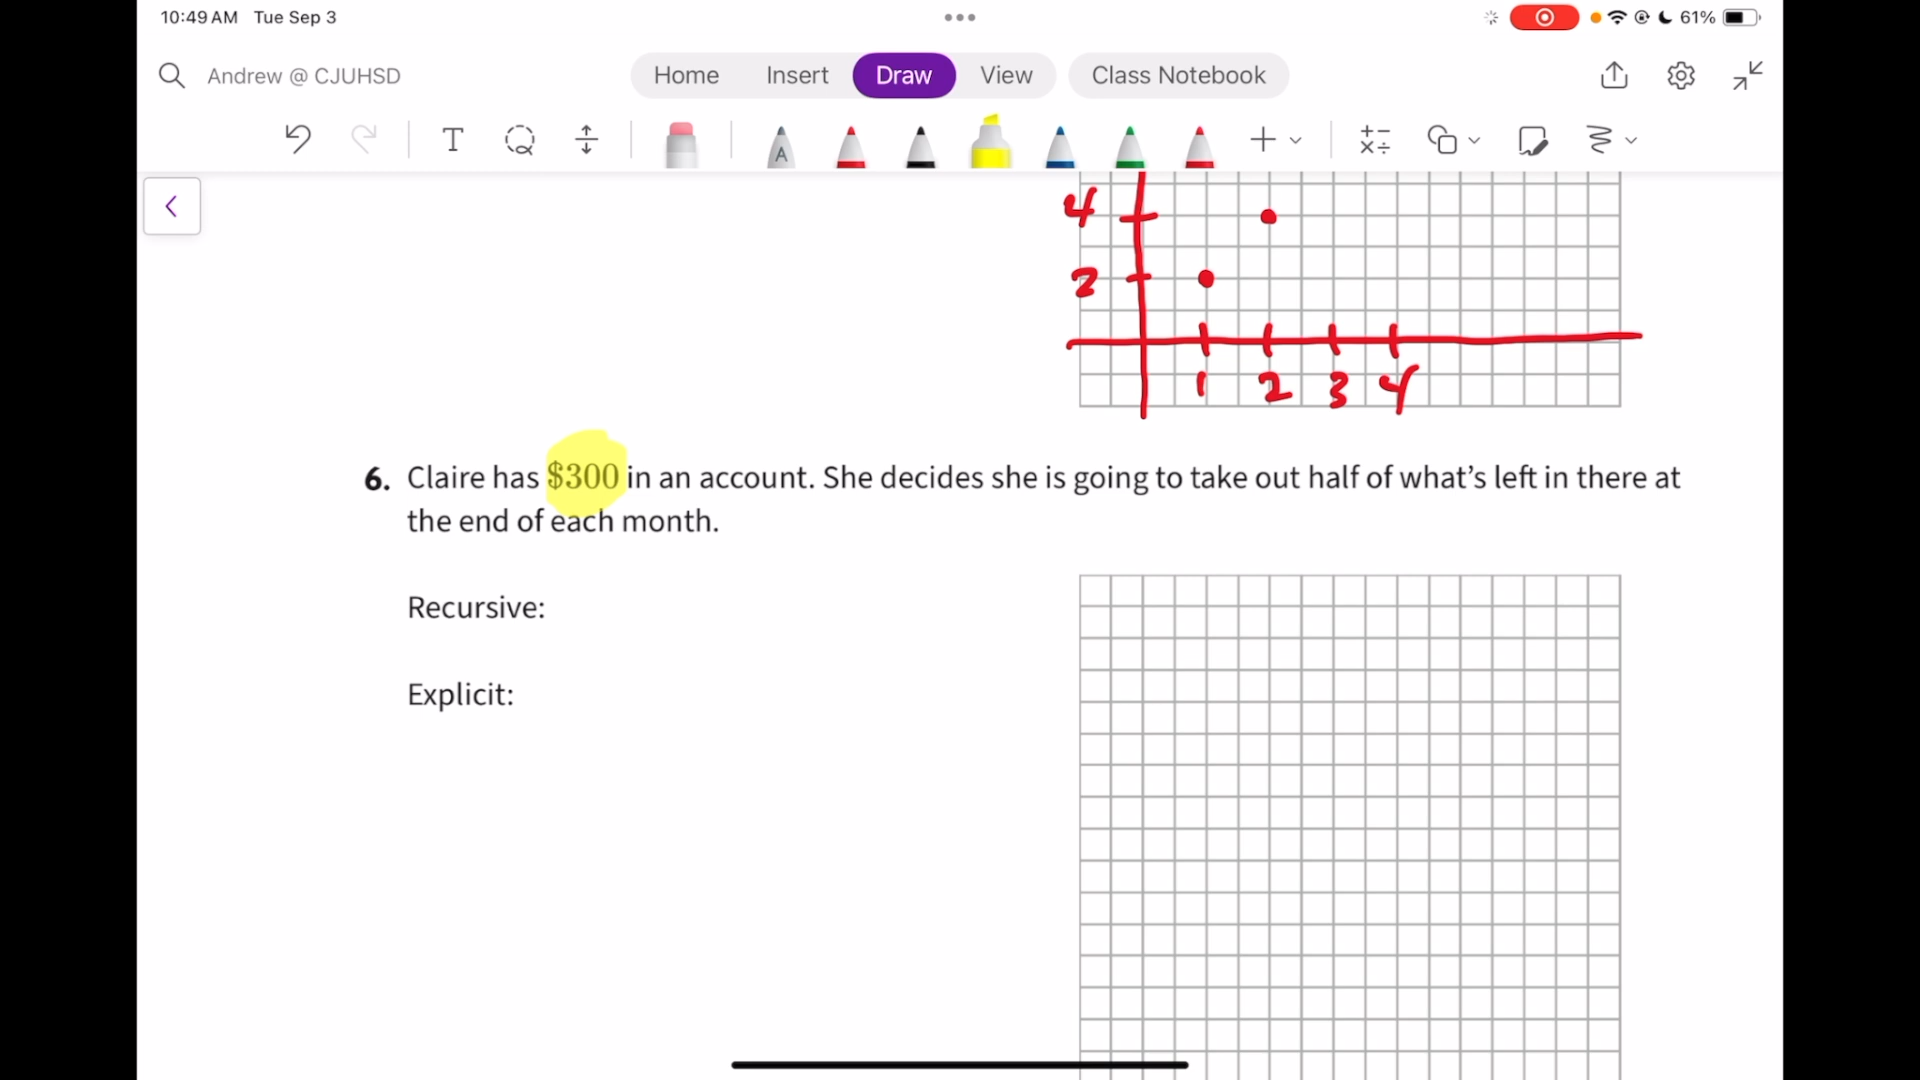 10:49 AM Tue Sep 3
61%
Andrew @ CJUHSD
Home Insert Draw View Class Notebook
T
A
4
2
1 2 3 4
6. Claire has $300 in an account. She decides she is going to take out half of what's left in there at
the end of each month.
Recursive:
Explicit: